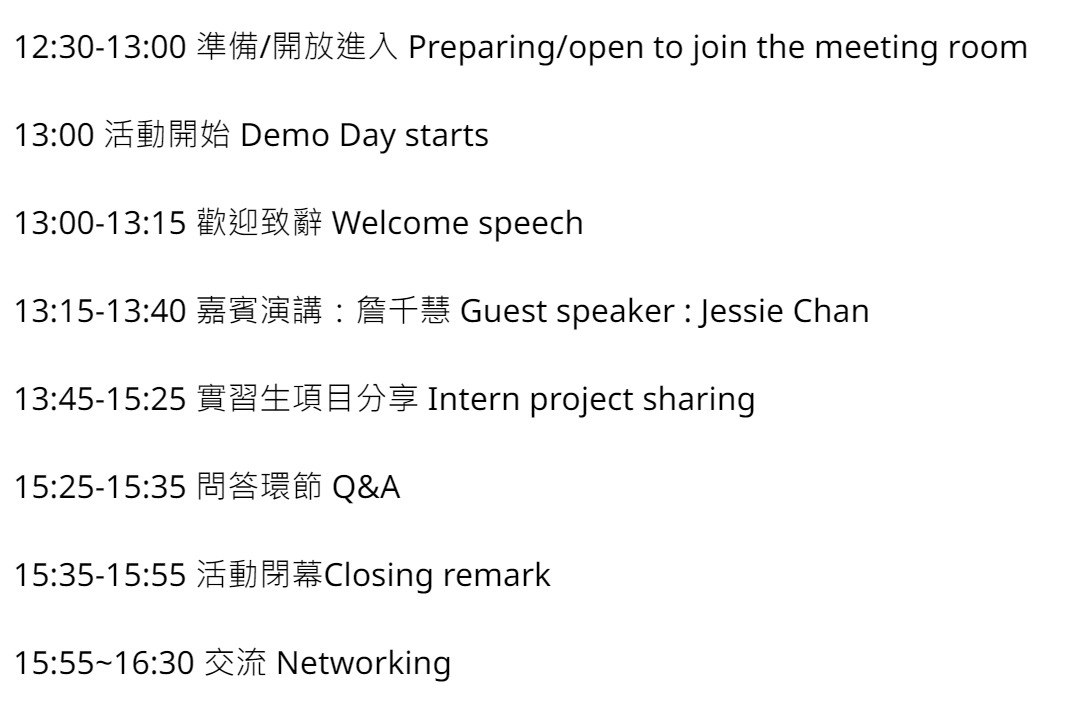 12:30-13:00 準備/開放進入 Preparing/open to join the meeting room
13:00 活動開始 Demo Day starts
13:00-13:15 歡迎致辭 Welcome speech
13:15-13:40 嘉賓演講：詹千慧 Guest speaker : Jessie Chan
13:45-15:25 實習生項目分享 Intern project sharing
15:25-15:35 問答環節 Q&A
15:35-15:55 活動閉幕Closing remark
15:55~16:30 交流 Networking